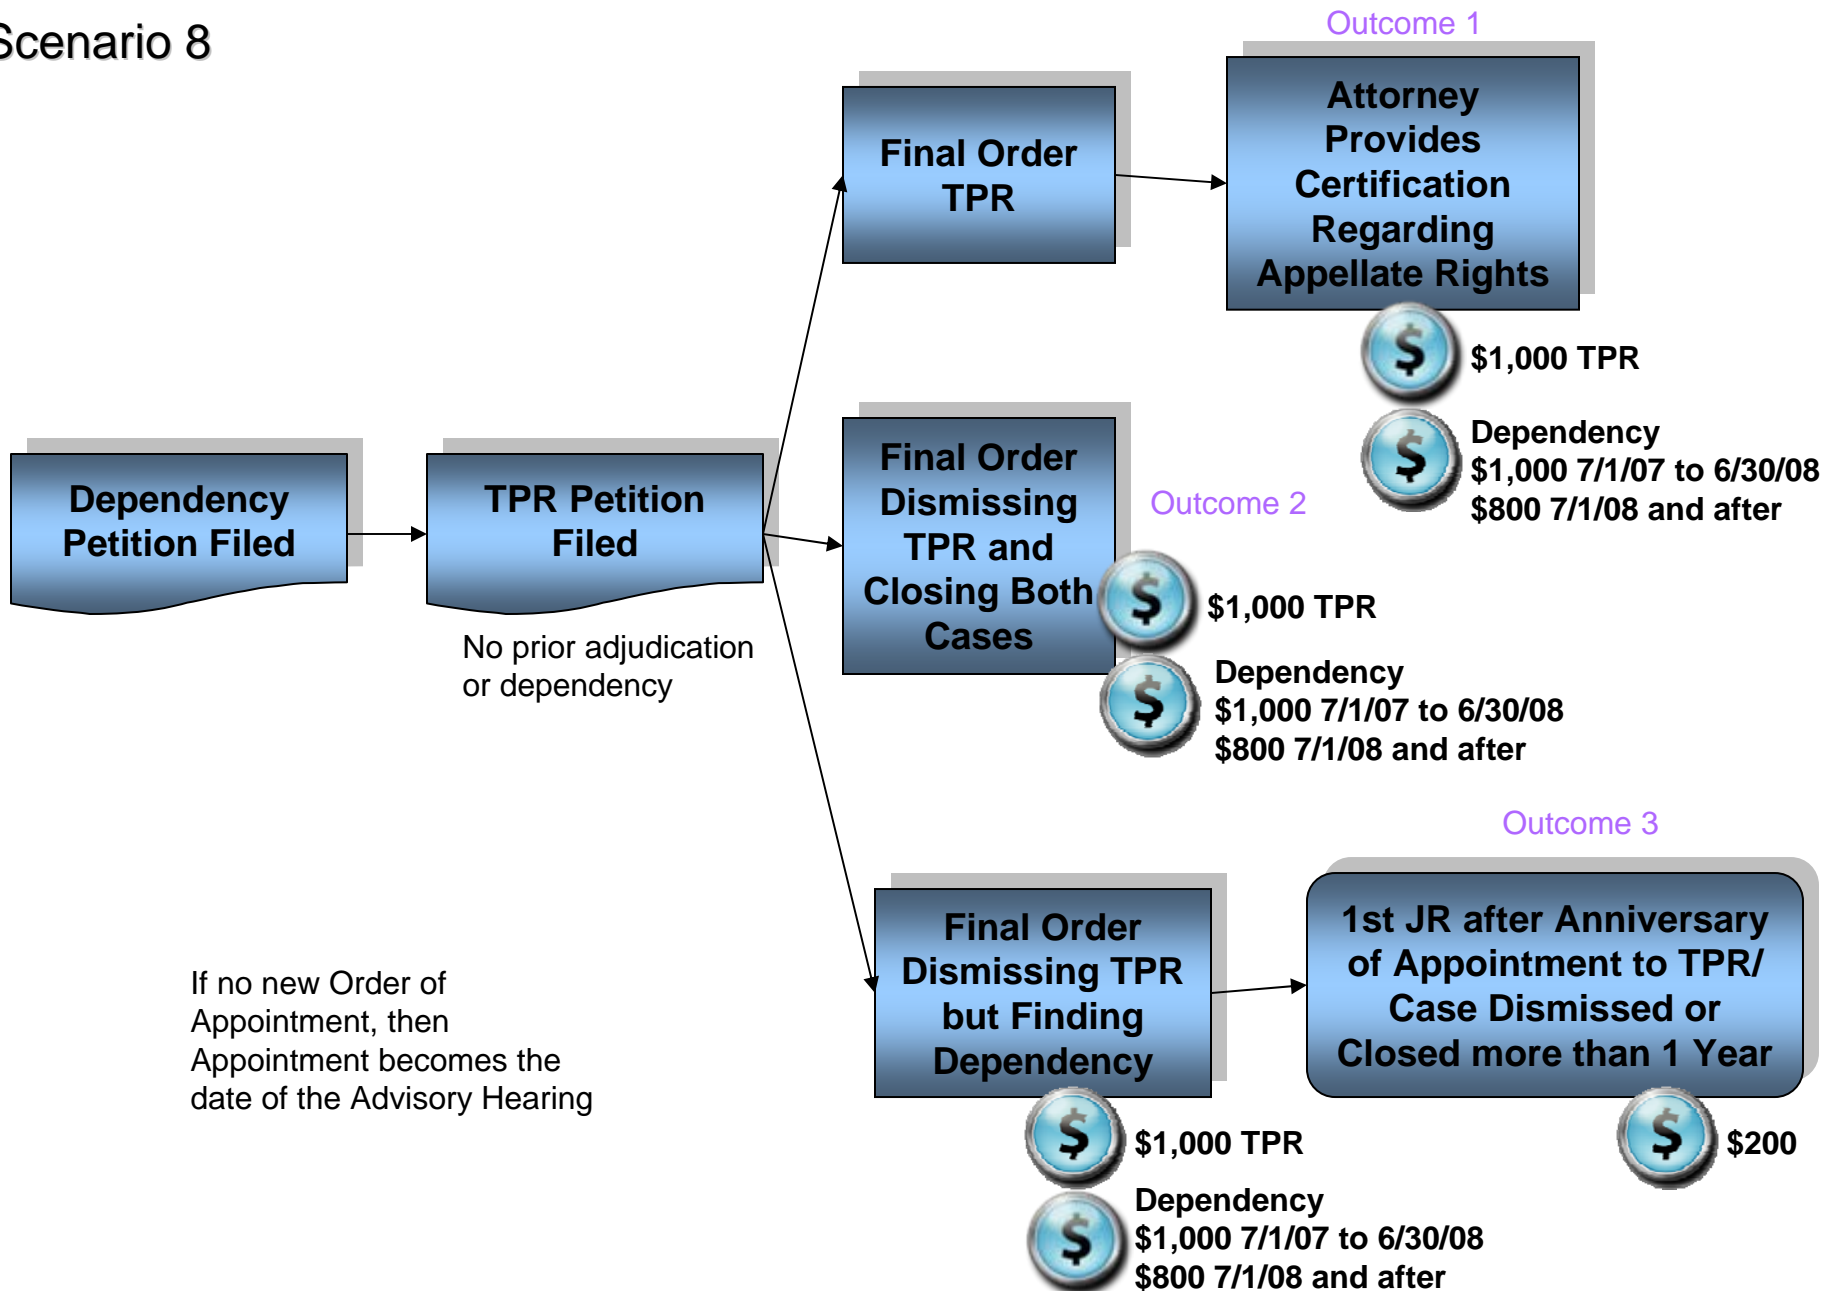 Scenario 8
Outcome 1
Attorney
Provides
Certification
Regarding
Appellate Rights
Final Order
TPR
$
$1,000 TPR
$
Dependency
$1,000 7/1/07 to 6/30/08
$800 7/1/08 and after
Dependency
Petition Filed
TPR Petition
Filed
No prior adjudication
or dependency
Final Order
Dismissing
TPR and
Closing Both
Cases
Outcome 2
$
$1,000 TPR
$
Dependency
$1,000 7/1/07 to 6/30/08
$800 7/1/08 and after
Outcome 3
Final Order
Dismissing TPR
but Finding
Dependency
1st JR after Anniversary
of Appointment to TPR/
Case Dismissed or
Closed more than 1 Year
$
$1,000 TPR
$
Dependency
$1,000 7/1/07 to 6/30/08
$800 7/1/08 and after
$
$200
If no new Order of
Appointment, then
Appointment becomes the
date of the Advisory Hearing